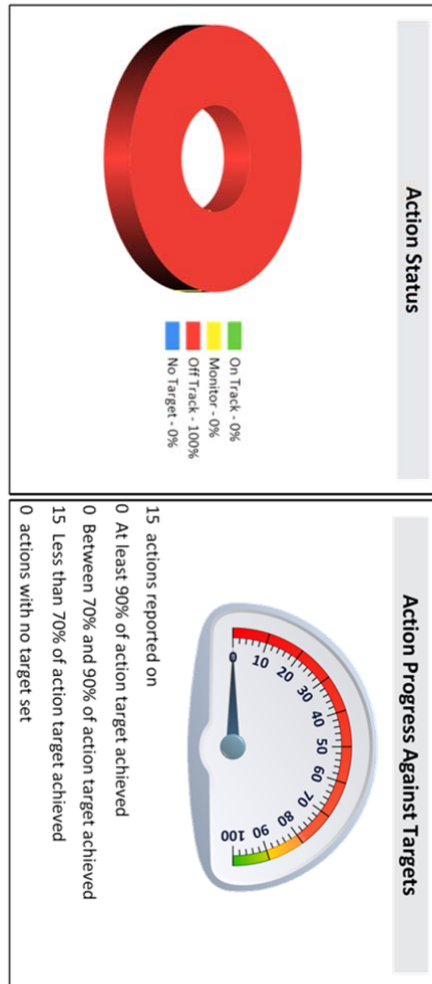 Action Status
On Track - 0%
Monitor - 0%
Off Track - 100%
No Target - 0%
Action Progress Against Targets
0
10
20
30
40
50
60
70
80
90
100
15 actions reported on
0 At least 90% of action target achieved
0 Between 70% and 90% of action target achieved
15 Less than 70% of action target achieved
0 actions with no target set